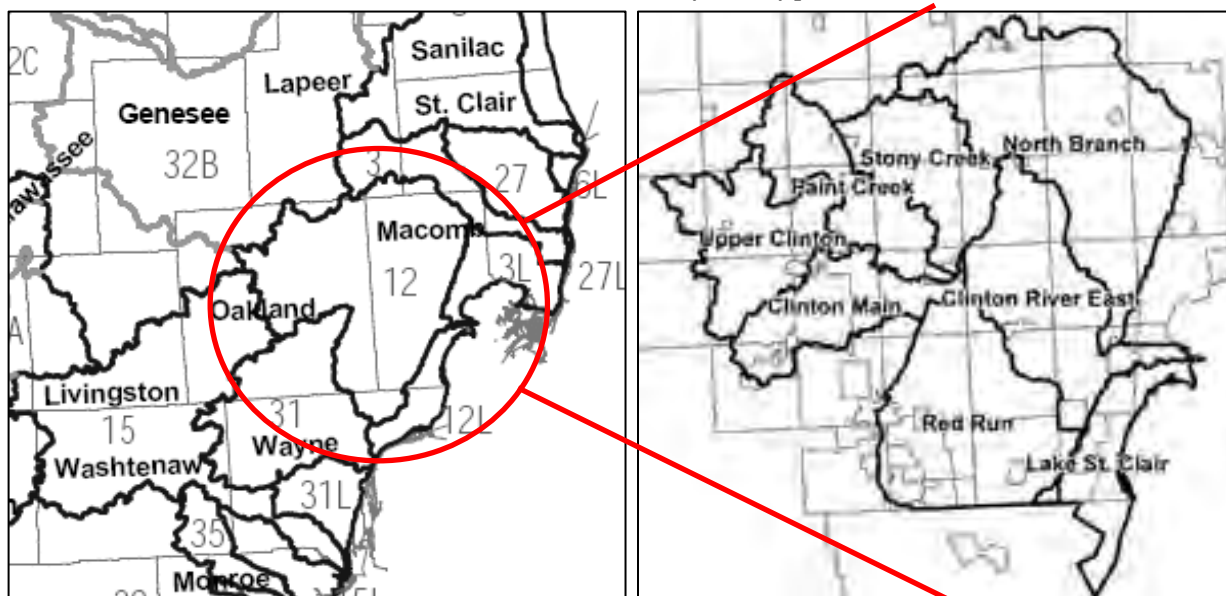 Sanilac
2C
Lapeer
St. Clair
Genesee
32B
3
27
6L
Macomb
3L
27L
12
Oakland
Livingston
31
12L
15
Wayne
Washtenaw
31L
35
Monroe
North Branch
Stony Creek
Paint Creek
Upper Clinton
Clinton Main
Clinton River East
Red Run
Lake St. Clair